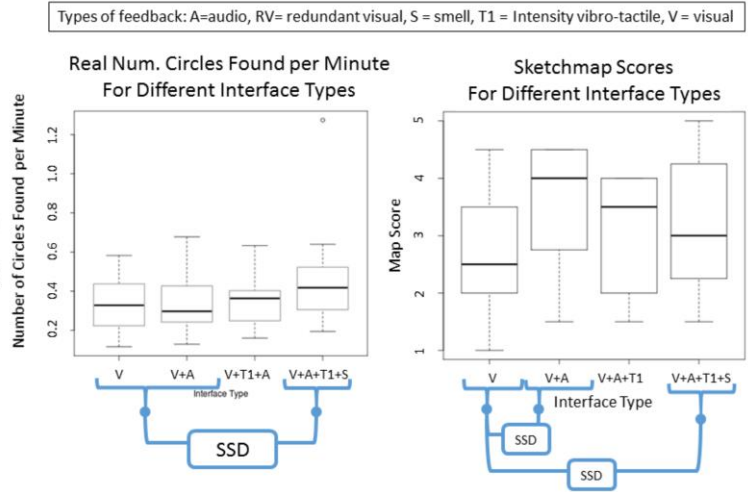 Types of feedback: A=audio, RV= redundant visual, S = smell, T1 = Intensity vibro-tactile, V = visual
Real Num. Circles Found per Minute
For Different Interface Types
Number of Circles Found per Minute
1.2
1.0
0.8
0.6
0.4
0.2
V
V+A
V+T1+A
V+A+T1+S
Interface Type
SSD
Sketchmap Scores
For Different Interface Types
Map Score
5
4
3
2
1
V
V+A
V+A+T1
V+A+T1+S
Interface Type
SSD
SSD